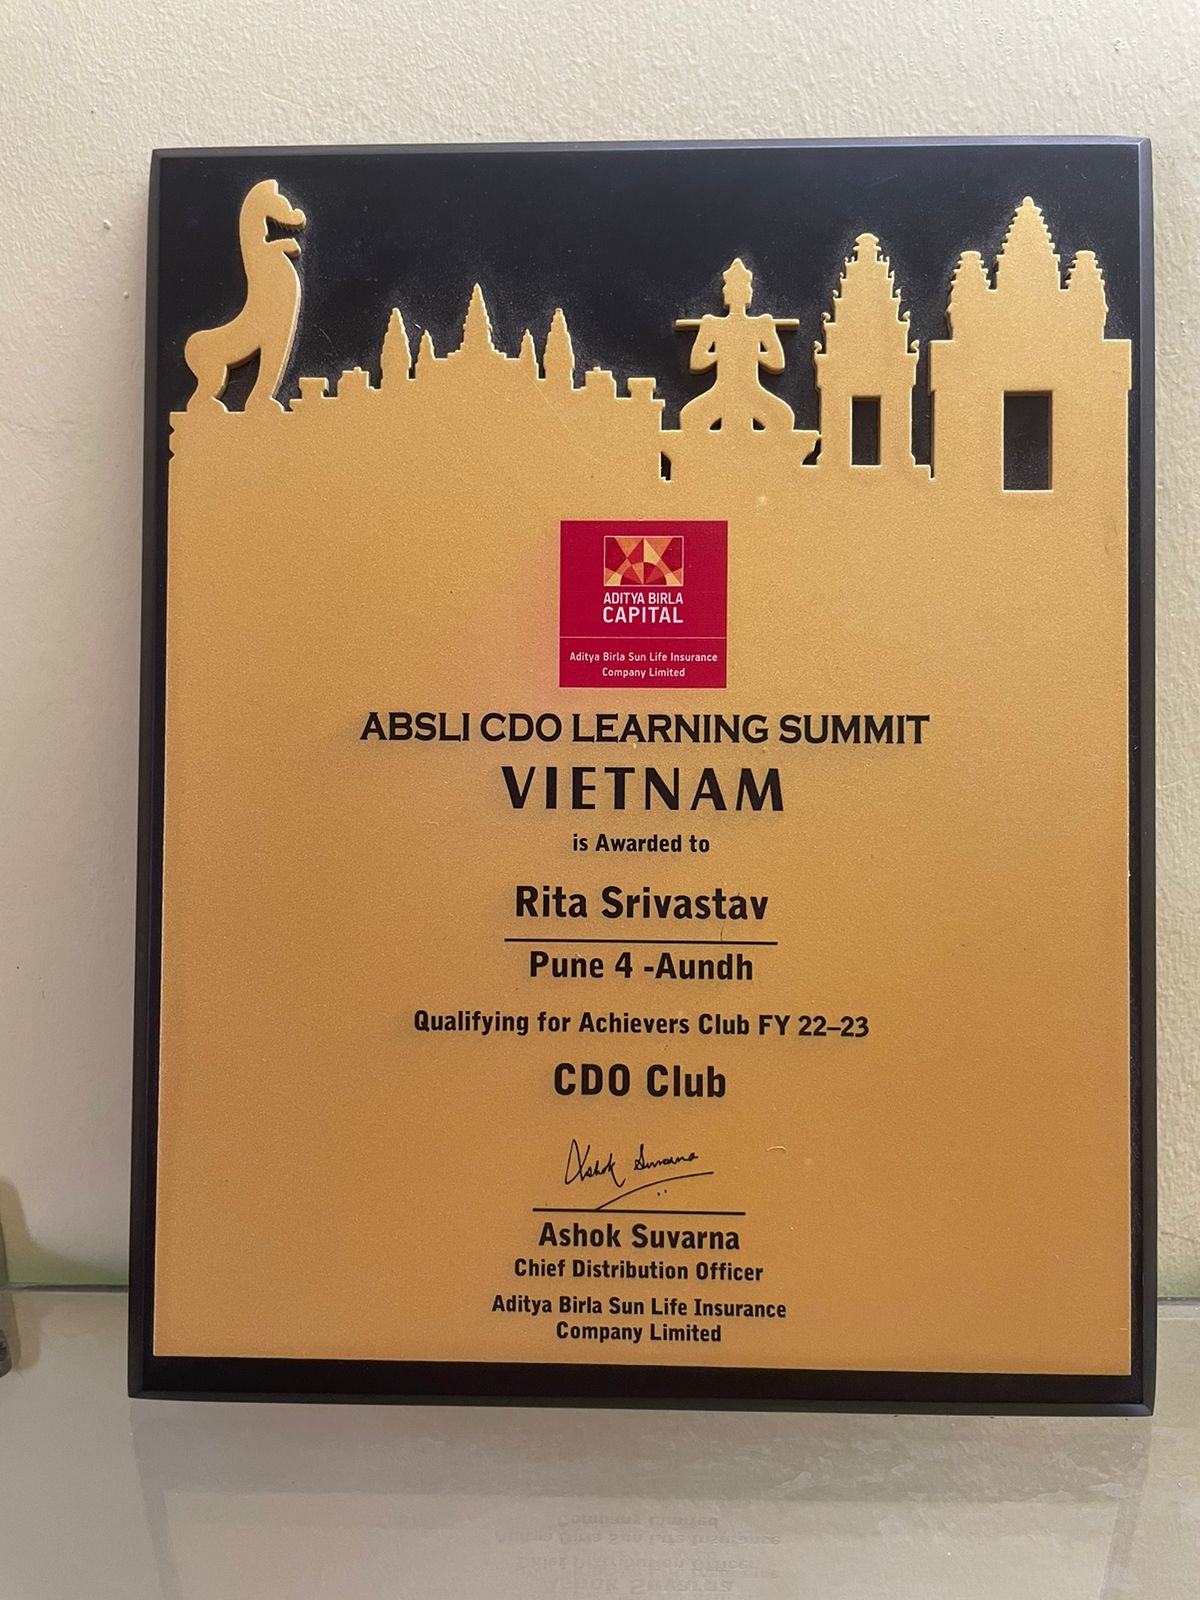 ADITYA BIRLA
CAPITAL
Aditya Birla Sun Life Insurance
Company Limited
ABSLI CDO LEARNING SUMMIT
VIETNAM
is Awarded to
Rita Srivastav
Pune 4 -Aundh
Qualifying for Achievers Club FY 22–23
CDO Club
Ashok Suvarna
Ashok Suvarna
Chief Distribution Officer
Aditya Birla Sun Life Insurance
Company Limited